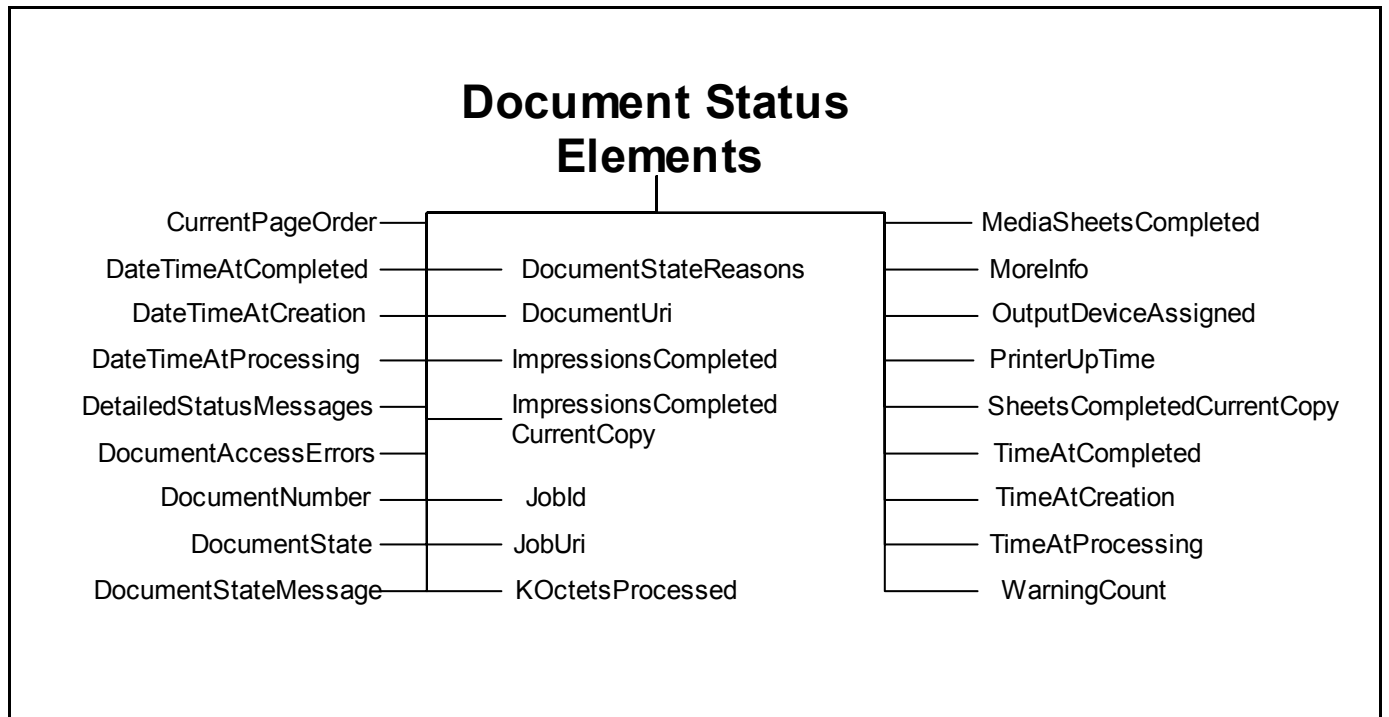 Document Status
Elements
CurrentPageOrder
DateTimeAtCompleted
DateTimeAtCreation
DateTimeAtProcessing
DetailedStatusMessages
DocumentAccessErrors
DocumentNumber
DocumentState
DocumentStateMessage
DocumentStateReasons
DocumentUri
ImpressionsCompleted
ImpressionsCompleted
CurrentCopy
JobId
JobUri
KOctetsProcessed
MediaSheetsCompleted
MoreInfo
OutputDeviceAssigned
PrinterUpTime
SheetsCompletedCurrentCopy
TimeAtCompleted
TimeAtCreation
TimeAtProcessing
WarningCount